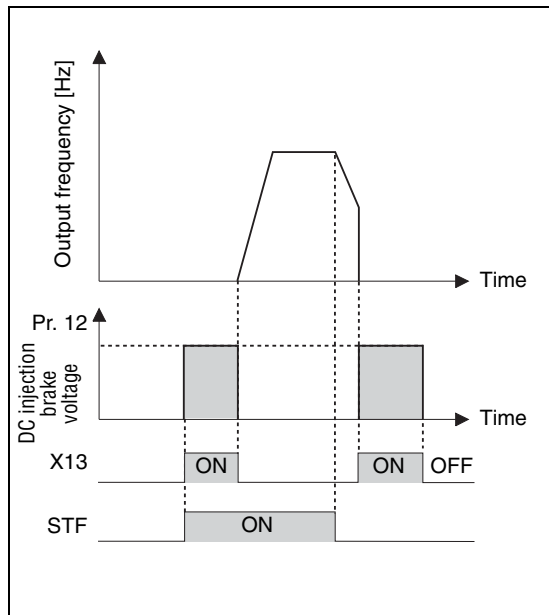 Output frequency [Hz]
Time
Pr. 12
DC injection
brake
voltage
Time
X13
ON
ON
OFF
STF
ON